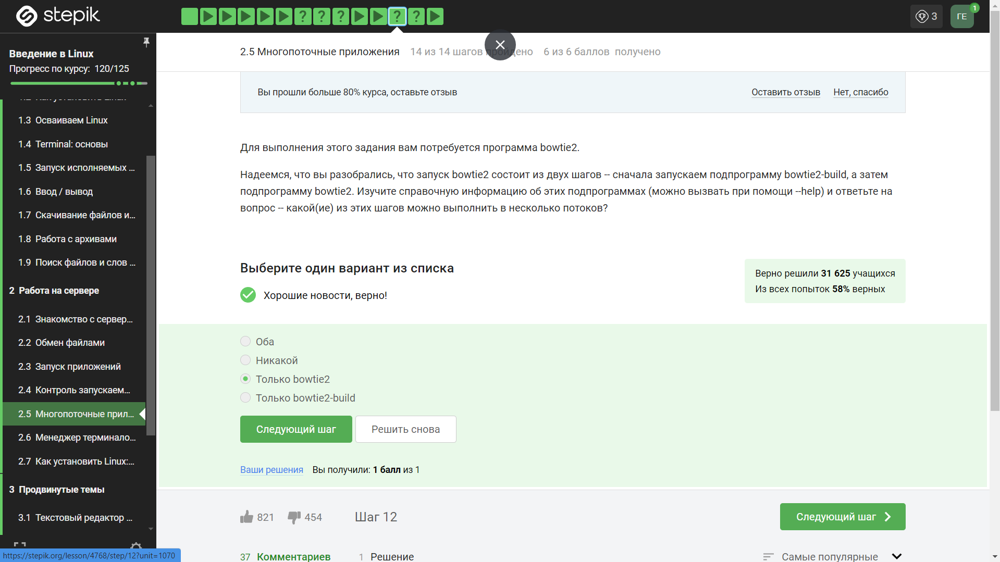 stepik
3
ГЕ
1
Введение в Linux
Прогресс по курсу: 120/125
1.3 Осваиваем Linux
1.4 Terminal: основы
1.5 Запуск исполняемых ...
1.6 Ввод / вывод
1.7 Скачивание файлов и...
1.8 Работа с архивами
1.9 Поиск файлов и слов ...
2 Работа на сервере
2.1 Знакомство с сервер...
2.2 Обмен файлами
2.3 Запуск приложений
2.4 Контроль запускаем...
2.5 Многопоточные прил...
2.6 Менеджер терминало...
2.7 Как установить Linux:...
3 Продвинутые темы
3.1 Текстовый редактор ...
https://stepik.org/lesson/4768/step/12?unit=1070
2.5 Многопоточные приложения 14 из 14 шагов пройдено 6 из 6 баллов получено
Вы прошли больше 80% курса, оставьте отзыв Оставить отзыв Нет, спасибо
Для выполнения этого задания вам потребуется программа bowtie2.
Надеемся, что вы разобрались, что запуск bowtie2 состоит из двух шагов -- сначала запускаем подпрограмму bowtie2-build, а затем
подпрограмму bowtie2. Изучите справочную информацию об этих подпрограммах (можно вызвать при помощи --help) и ответьте на
вопрос -- какой(ие) из этих шагов можно выполнить в несколько потоков?
Выберите один вариант из списка
Верно решили 31 625 учащихся
Из всех попыток 58% верных
Хорошие новости, верно!
Оба
Никакой
Только bowtie2
Только bowtie2-build
Следующий шаг Решить снова
Ваши решения Вы получили: 1 балл из 1
821 454 Шаг 12 Следующий шаг
37 Комментариев 1 Решение Самые популярные